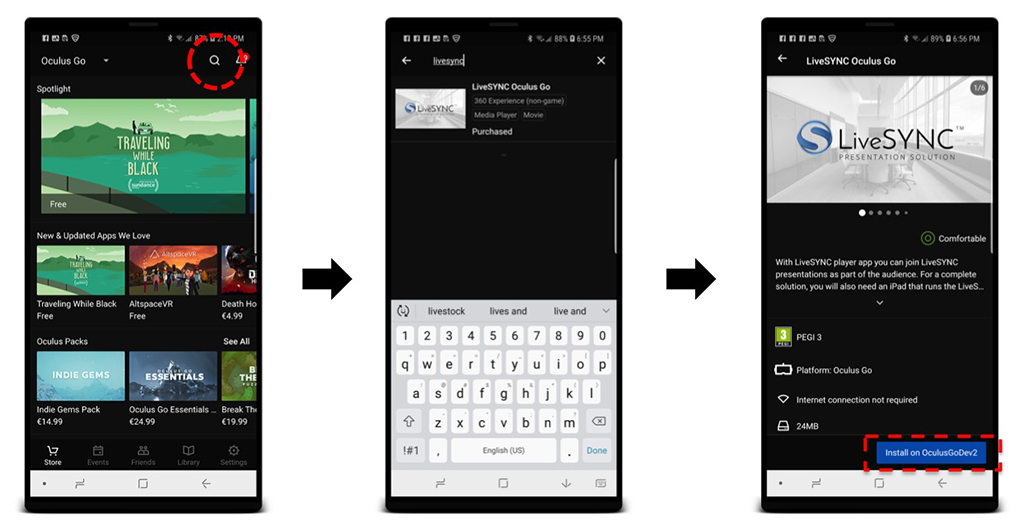 2:10 PM
Oculus Go
Spotlight
TRAVELING
WHILE
BLACK
sundance
Free
New & Updated Apps We Love
TRAVELING
WHILE
BLACK
AltspaceVR
Traveling While Black
AltspaceVR
Death Ho
Free
Free
€4.99
Oculus Packs
See All
INDIE GEMS
OCULUS GO
ESSENTIALS
Indie Gems Pack
Oculus Go Essentials ...
Break The
€14.99
€24.99
€19.99
Store
Events
Friends
Library
Settings
88% 6:55 PM
livesync
LiveSYNC
LiveSYNC Oculus Go
360 Experience (non-game)
Media Player
Movie
Purchased
livestock
lives and
live and
1 2 3 4 5 6 7 8 9 0
q w e r t y u i o p
a s d f g h j k l
z x c v b n m
!#1
,
English (US)
.
Done
89% 6:56 PM
LiveSYNC Oculus Go
1/6
LiveSYNC™
PRESENTATION SOLUTION
Comfortable
With LiveSYNC player app you can join LiveSYNC
presentations as part of the audience. For a complete
solution, you will also need an iPad that runs the LiveS...
3
PEGI
PEGI 3
Platform: Oculus Go
Internet connection not required
24MB
Install on OculusGoDev2